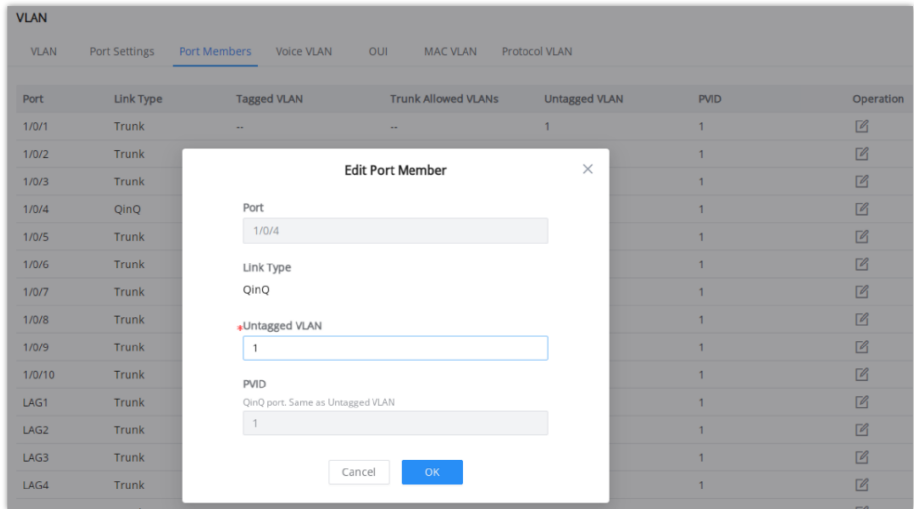 VLAN
VLAN Port Settings Port Members Voice VLAN OUI MAC VLAN Protocol VLAN
Port Link Type Tagged VLAN Trunk Allowed VLANs Untagged VLAN PVID Operation
1/0/1 Trunk -- -- 1 1
1/0/2 Trunk 1
1/0/3 Trunk 1
1/0/4 QinQ 1
1/0/5 Trunk 1
1/0/6 Trunk 1
1/0/7 Trunk 1
1/0/8 Trunk 1
1/0/9 Trunk 1
1/0/10 Trunk 1
LAG1 Trunk 1
LAG2 Trunk 1
LAG3 Trunk 1
LAG4 Trunk 1
Edit Port Member
Port
1/0/4
Link Type
QinQ
*Untagged VLAN
1
PVID
QinQ port. Same as Untagged VLAN
1
Cancel OK